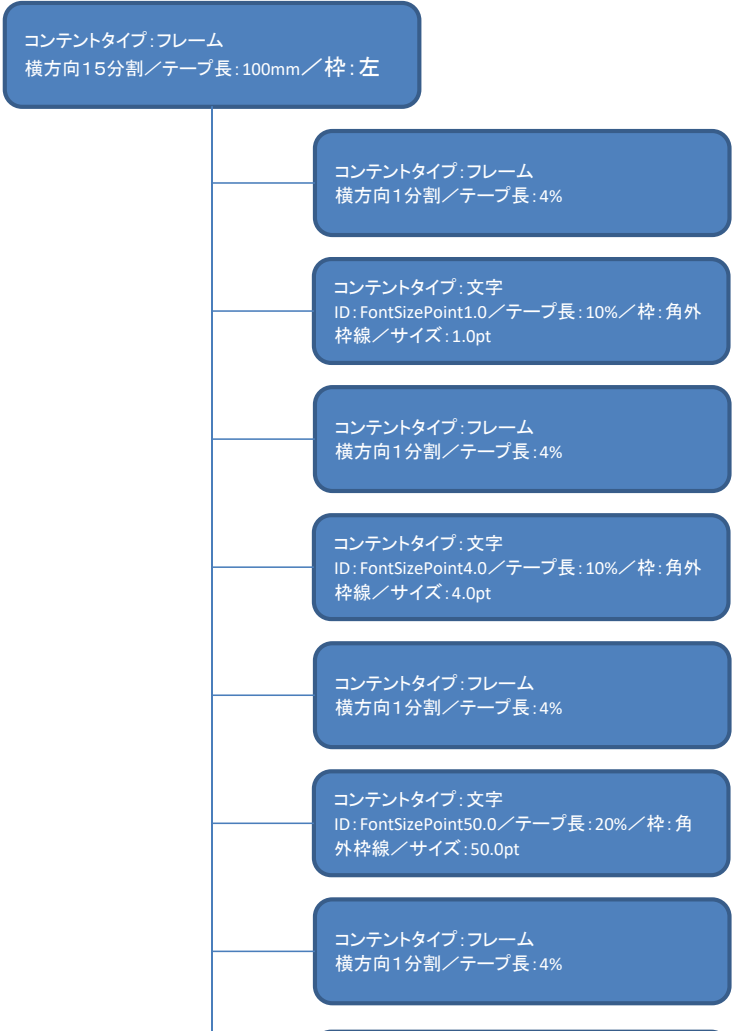 コンテントタイプ：フレーム
横方向１５分割／テープ長：100mm／枠：左
コンテントタイプ：フレーム
横方向１分割／テープ長：4%
コンテントタイプ：文字
ID：FontSizePoint1.0／テープ長：10%／枠：角外
枠線／サイズ：1.0pt
コンテントタイプ：フレーム
横方向１分割／テープ長：4%
コンテントタイプ：文字
ID：FontSizePoint4.0／テープ長：10%／枠：角外
枠線／サイズ：4.0pt
コンテントタイプ：フレーム
横方向１分割／テープ長：4%
コンテントタイプ：文字
ID：FontSizePoint50.0／テープ長：20%／枠：角
外枠線／サイズ：50.0pt
コンテントタイプ：フレーム
横方向１分割／テープ長：4%